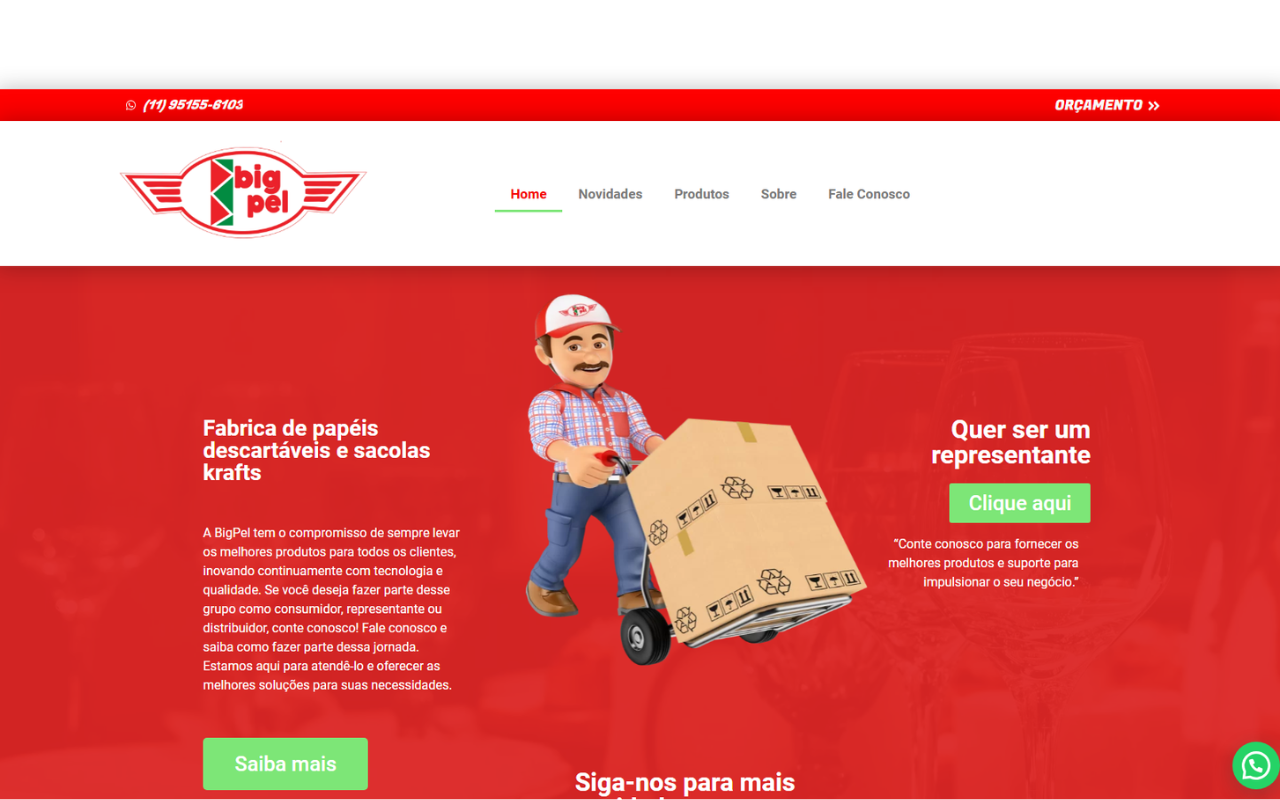 (11) 95155-6103
ORÇAMENTO
big
pel
Home
Novidades
Produtos
Sobre
Fale Conosco
Fabrica de papéis
descartáveis e sacolas
krafts
A BigPel tem o compromisso de sempre levar
os melhores produtos para todos os clientes,
inovando continuamente com tecnologia e
qualidade. Se você deseja fazer parte desse
grupo como consumidor, representante ou
distribuidor, conte conosco! Fale conosco e
saiba como fazer parte dessa jornada.
Estamos aqui para atendê-lo e oferecer as
melhores soluções para suas necessidades.
Saiba mais
Quer ser um
representante
Clique aqui
“Conte conosco para fornecer os
melhores produtos e suporte para
impulsionar o seu negócio.”
Siga-nos para mais